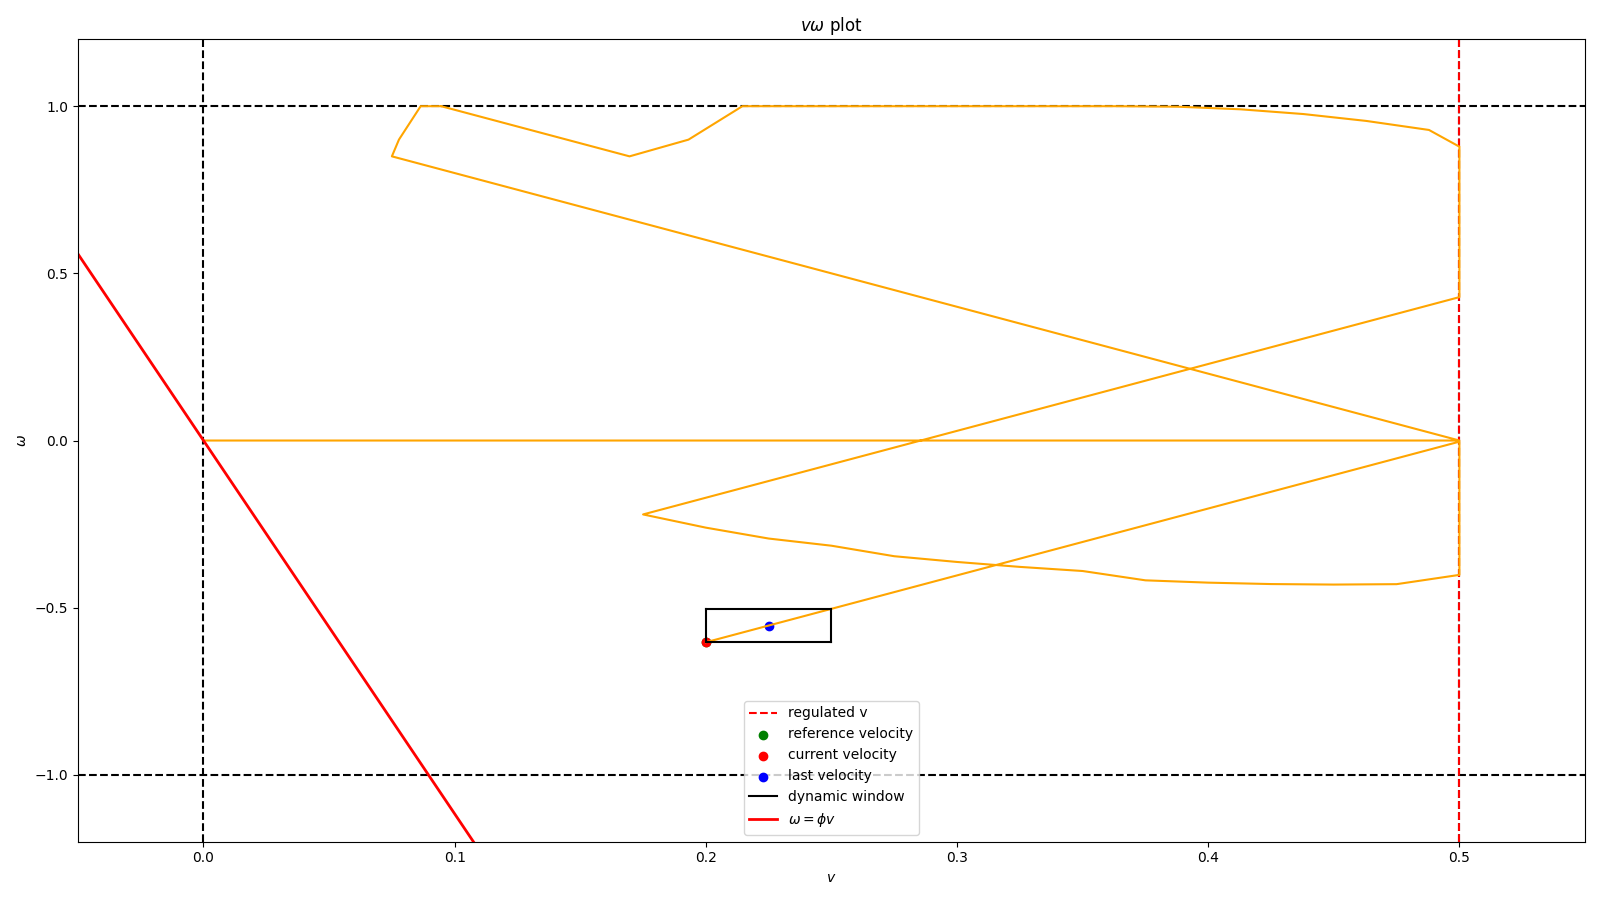 vω plot
1.0
0.5
0.0
−0.5
−1.0
ω
0.0 0.1 0.2 0.3 0.4 0.5
v
regulated v
reference velocity
current velocity
last velocity
dynamic window
ω = ϕv